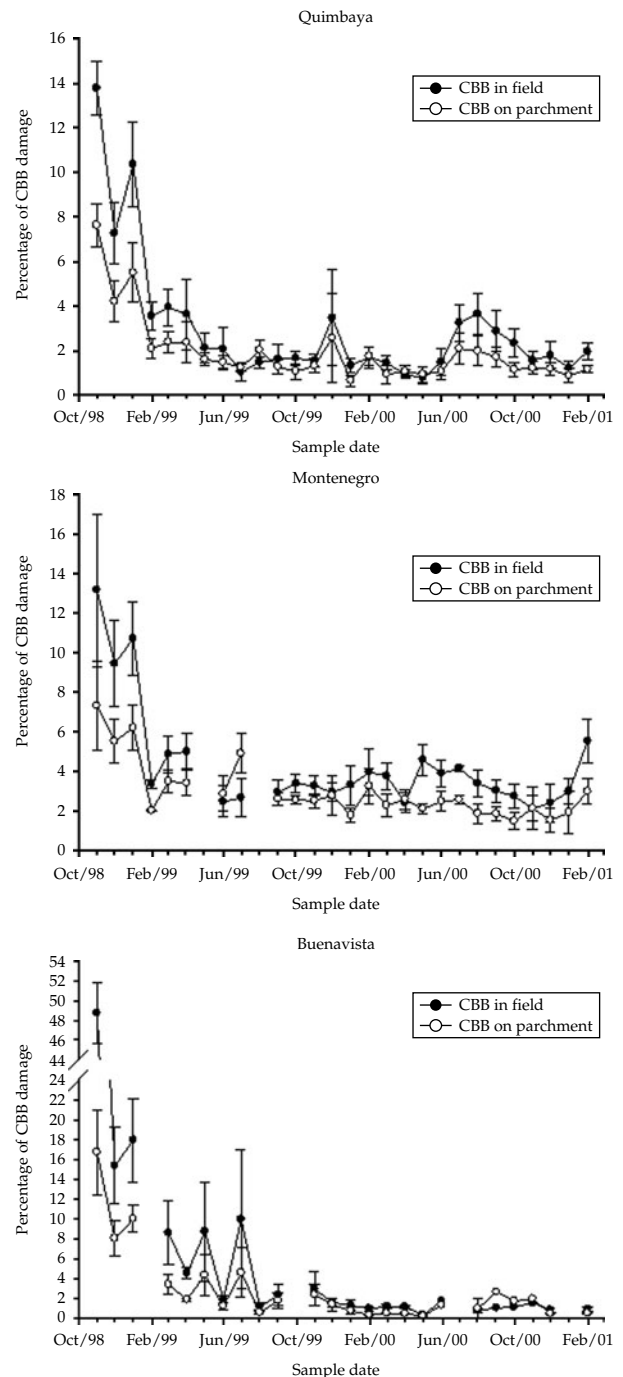 Quimbaya
16
14
12
10
8
6
4
2
0
Percentage of CBB damage
CBB in field
CBB on parchment
Oct/98 Feb/99 Jun/99 Oct/99 Feb/00 Jun/00 Oct/00 Feb/01
Sample date
Montenegro
18
16
14
12
10
8
6
4
2
0
Percentage of CBB damage
CBB in field
CBB on parchment
Oct/98 Feb/99 Jun/99 Oct/99 Feb/00 Jun/00 Oct/00 Feb/01
Sample date
Buenavista
54
52
50
48
46
44
24
22
20
18
16
14
12
10
8
6
4
2
0
Percentage of CBB damage
CBB in field
CBB on parchment
Oct/98 Feb/99 Jun/99 Oct/99 Feb/00 Jun/00 Oct/00 Feb/01
Sample date